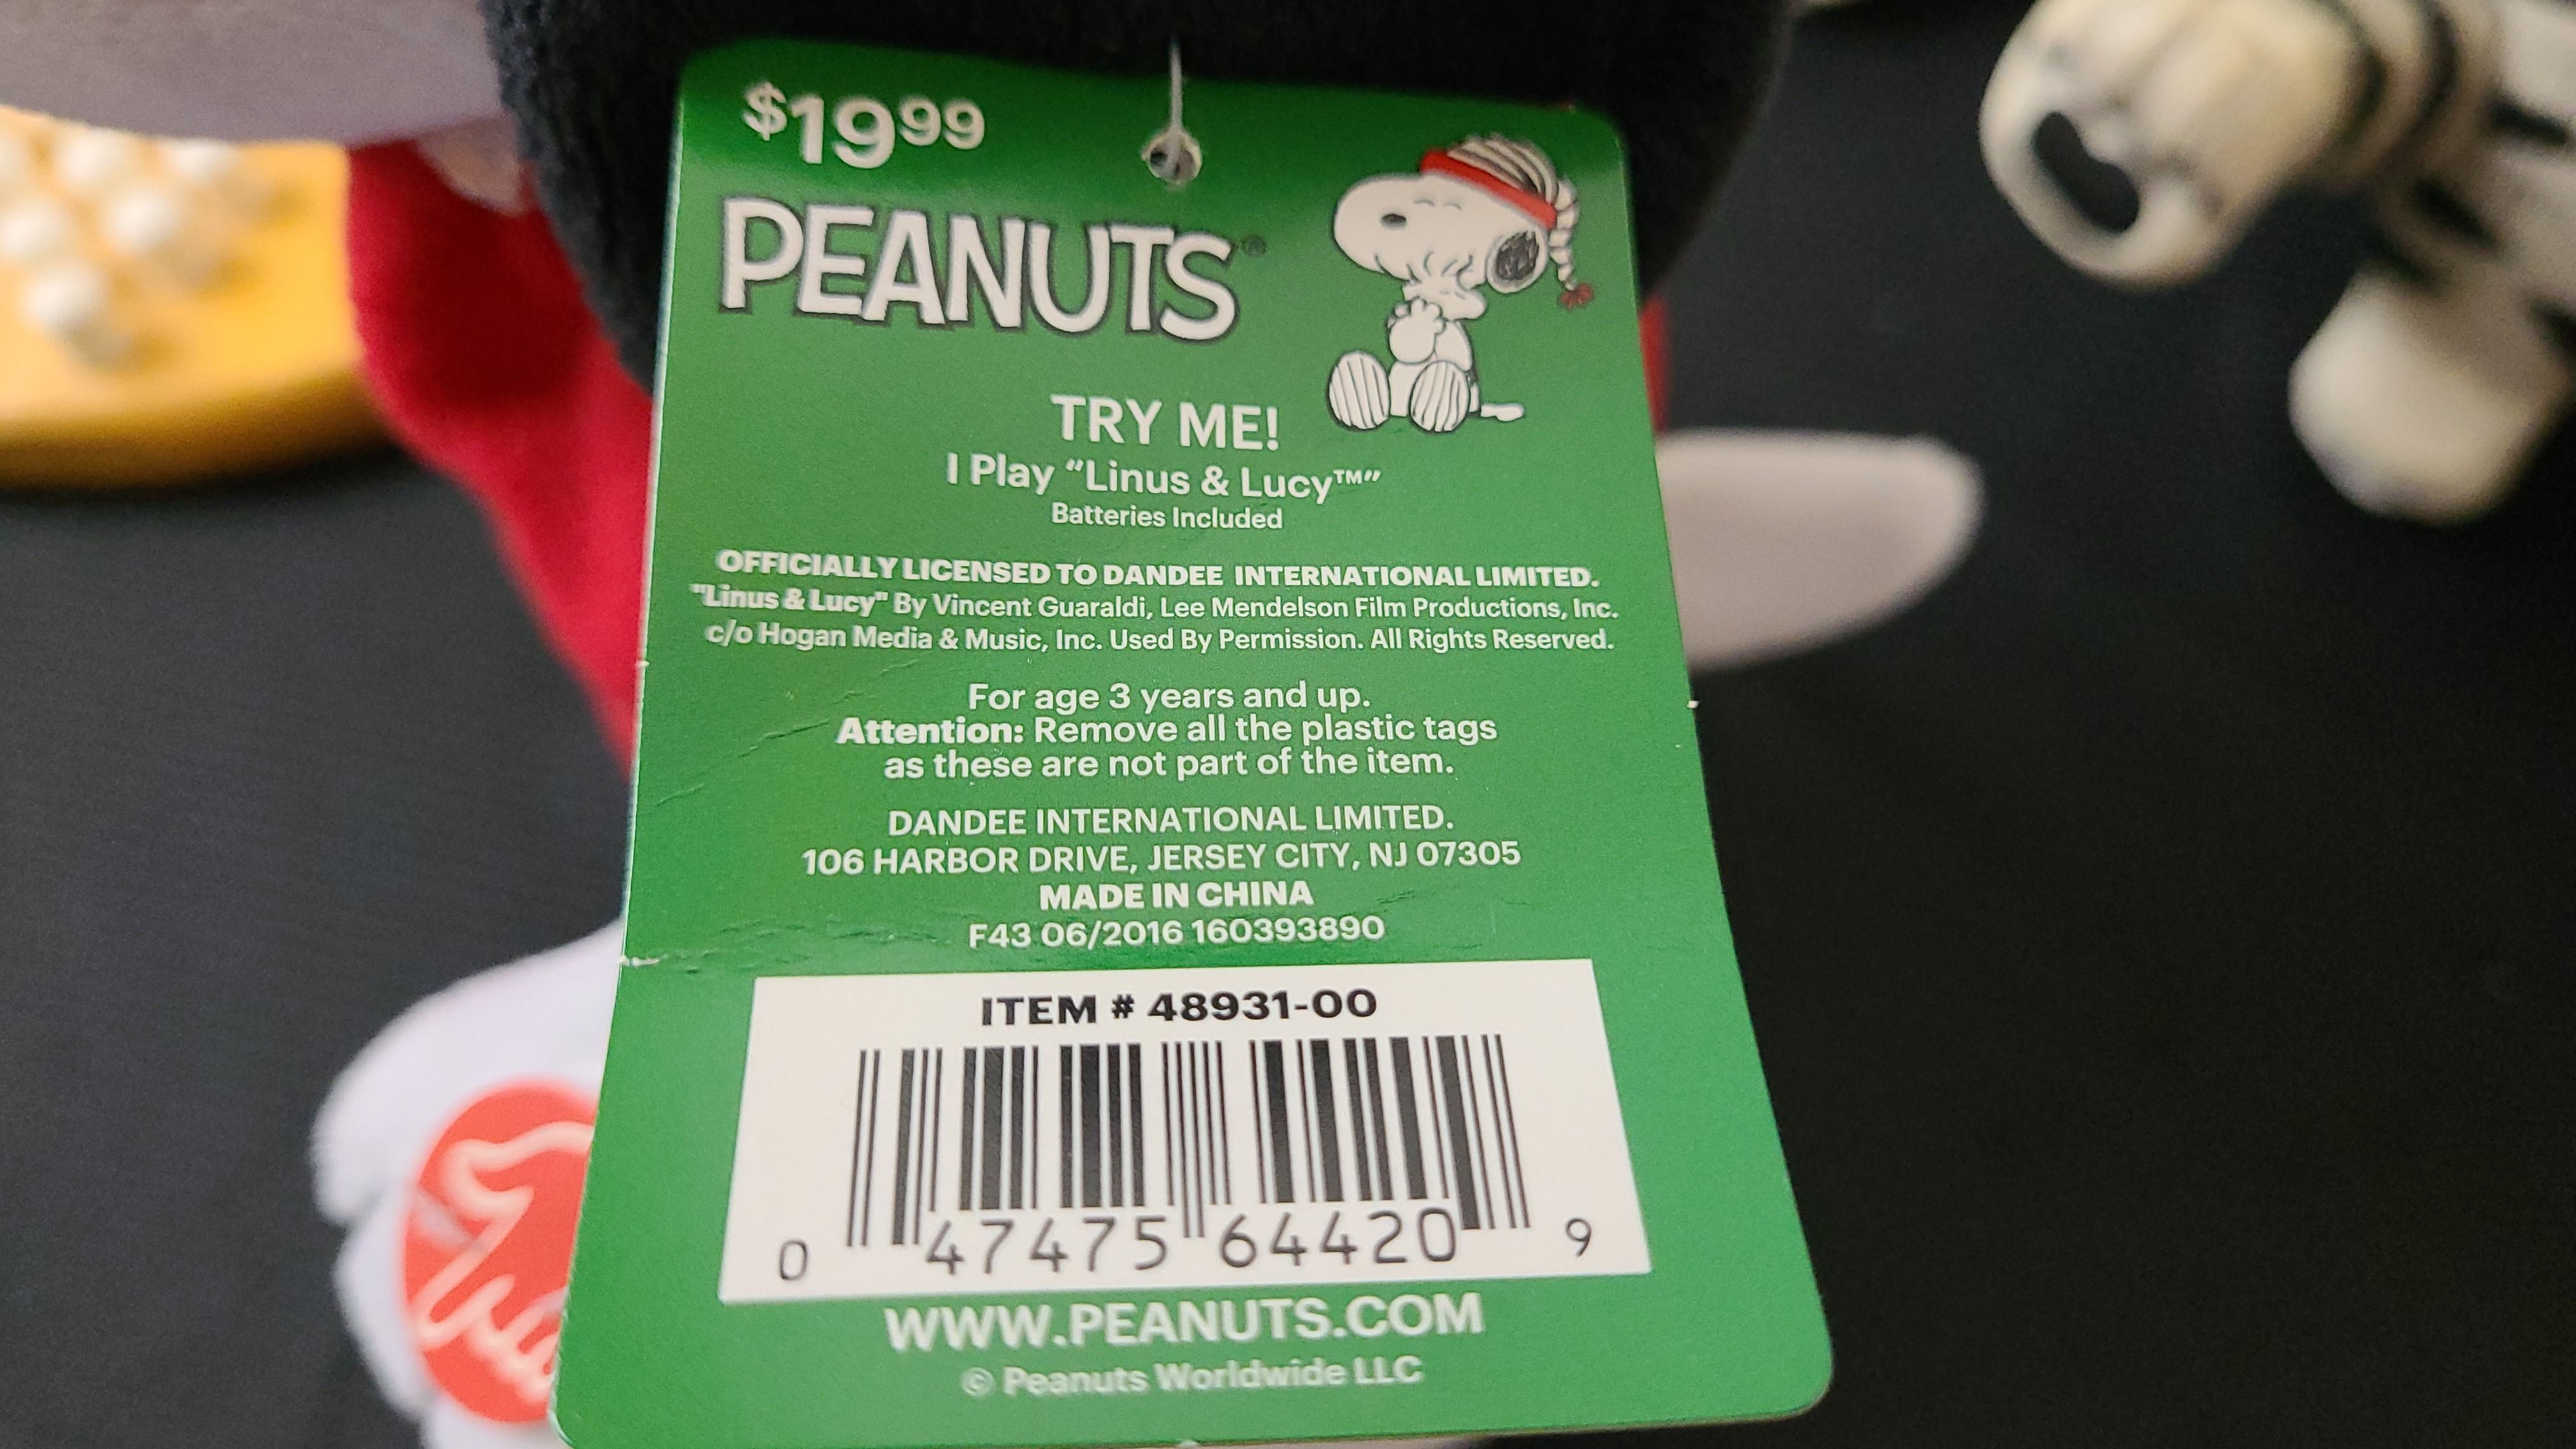 $19.99
PEANUTS®
TRY ME!
I Play “Linus & Lucy™”
Batteries Included
OFFICIALLY LICENSED TO DANDEE INTERNATIONAL LIMITED.
"Linus & Lucy" By Vincent Guaraldi, Lee Mendelson Film Productions, Inc.
c/o Hogan Media & Music, Inc. Used By Permission. All Rights Reserved.
For age 3 years and up.
Attention: Remove all the plastic tags
as these are not part of the item.
DANDEE INTERNATIONAL LIMITED.
106 HARBOR DRIVE, JERSEY CITY, NJ 07305
MADE IN CHINA
F43 06/2016 160393890
ITEM # 48931-00
0 47475 64420 9
WWW.PEANUTS.COM
© Peanuts Worldwide LLC